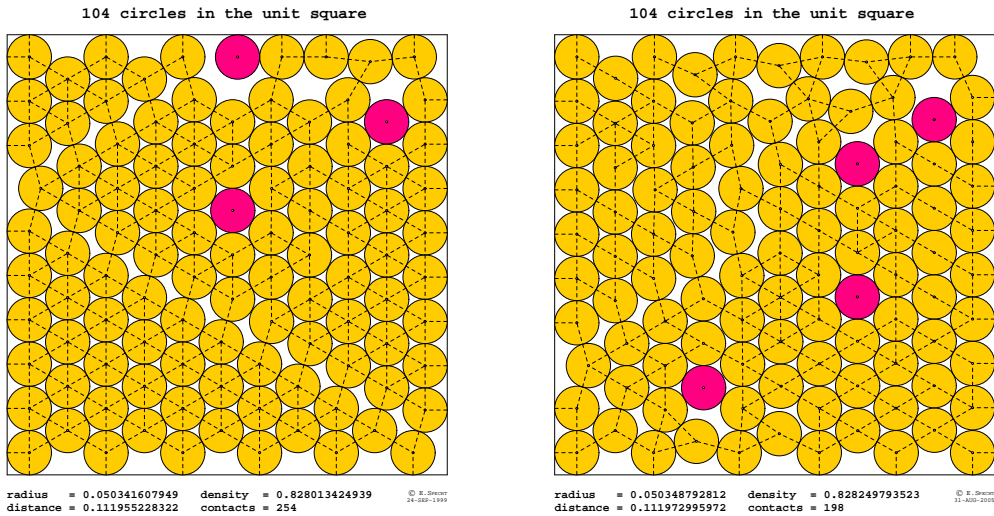 104 circles in the unit square
radius = 0.050341607949 density = 0.828013424939
distance = 0.111955228322 contacts = 254
© E. Specht
24-SEP-1999
104 circles in the unit square
radius = 0.050348792812 density = 0.828249793523
distance = 0.111972995972 contacts = 198
© E. Specht
31-AUG-2005